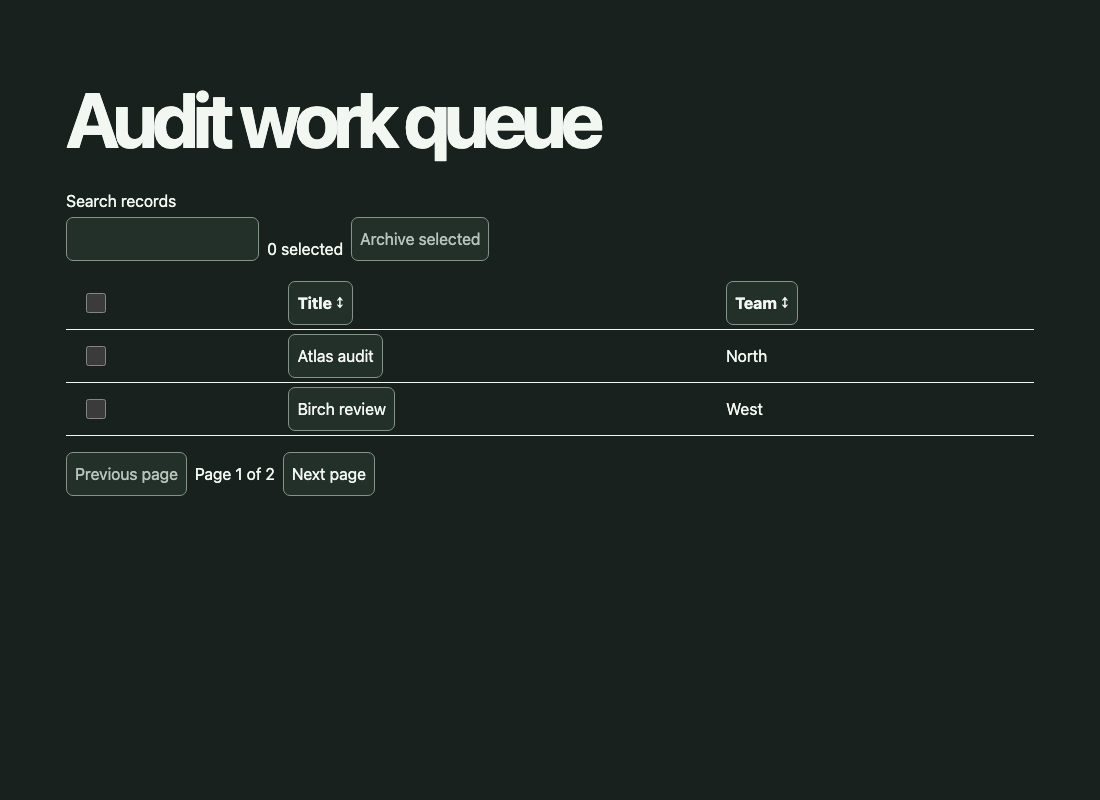 Audit work queue
Search records
0 selected Archive selected
Title ↕ Team ↕
Atlas audit North
Birch review West
Previous page Page 1 of 2 Next page